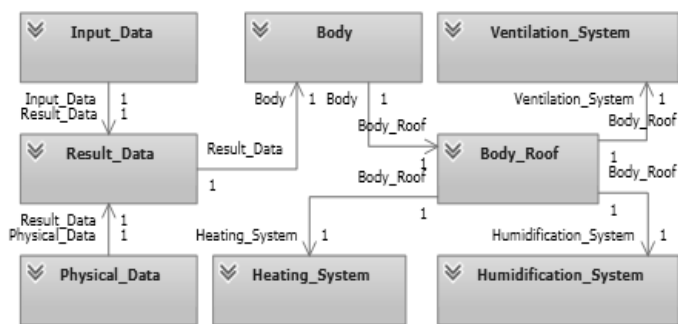 Input_Data
Body
Ventilation_System
Input_Data 1
Result_Data 1
Body 1
Body 1
Ventilation_System 1
Body_Roof
Body_Roof
1
1
Result_Data
Result_Data
1
Body_Roof
Body_Roof
1
Body_Roof
1
1
Result_Data 1
Physical_Data 1
Heating_System 1
Humidification_System 1
Physical_Data
Heating_System
Humidification_System